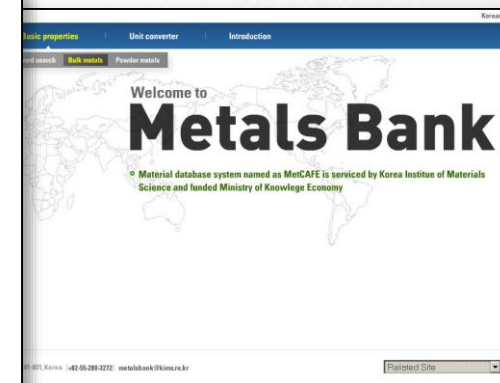 Korea
Basic properties Unit converter Introduction
search Bulk metals Powder metals
Welcome to
Metals Bank
Material database system named as MetCAFE is serviced by Korea Institue of Materials
Science and funded Ministry of Knowlege Economy
Korea +82-55-280-3272 metalsbank@kims.re.kr
Related Site